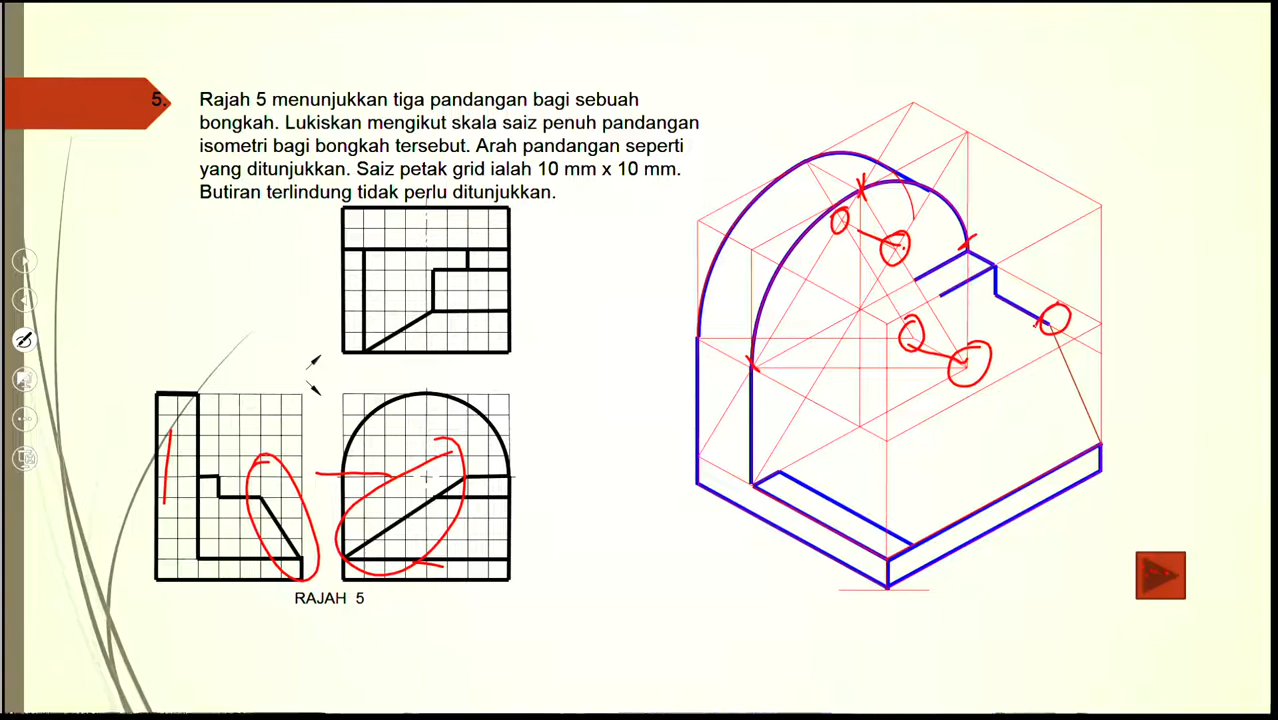 5. Rajah 5 menunjukkan tiga pandangan bagi sebuah
bongkah. Lukiskan mengikut skala saiz penuh pandangan
isometri bagi bongkah tersebut. Arah pandangan seperti
yang ditunjukkan. Saiz petak grid ialah 10 mm x 10 mm.
Butiran terlindung tidak perlu ditunjukkan.
RAJAH 5